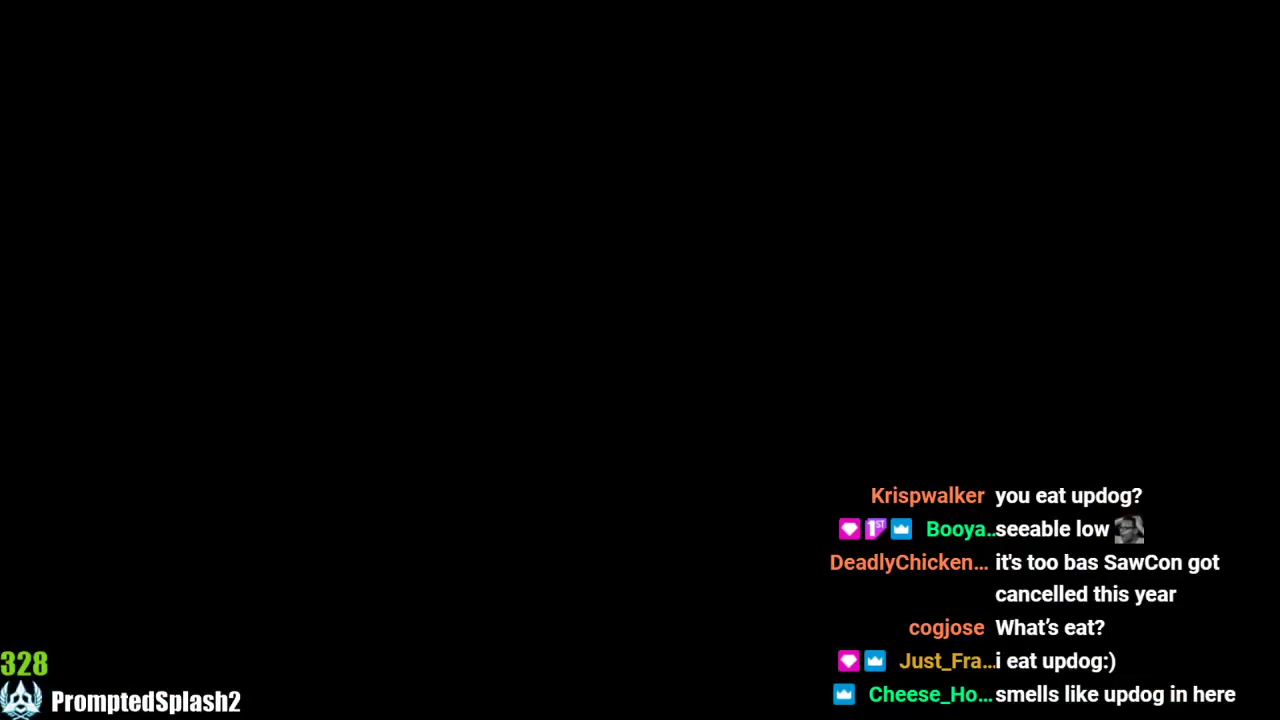 Krispwalker you eat updog?
1ST Booya.. seeable low
DeadlyChicken... it's too bas SawCon got
cancelled this year
cogjose What's eat?
Just_Fra... i eat updog:)
Cheese_Ho... smells like updog in here
328
PromptedSplash2